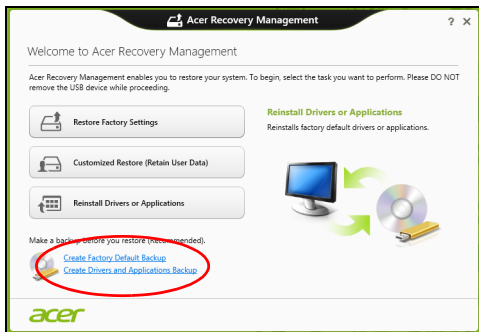 Acer Recovery Management
? X
Welcome to Acer Recovery Management
Acer Recovery Management enables you to restore your system. To begin, select the task you want to perform. Please DO NOT
remove the USB device while proceeding.
Restore Factory Settings
Customized Restore (Retain User Data)
Reinstall Drivers or Applications
Reinstall Drivers or Applications
Reinstalls factory default drivers or applications.
Make a backup before you restore (Recommended).
Create Factory Default Backup
Create Drivers and Applications Backup
acer